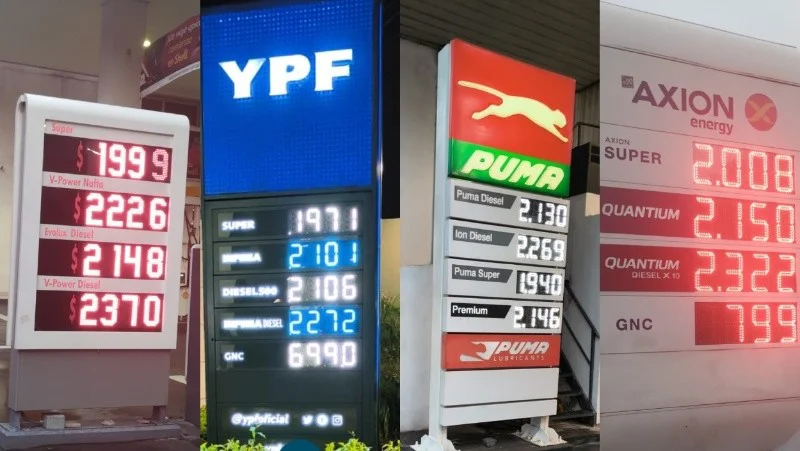 Super
$ 1999
V-Power Nafta
$ 2226
Evolux Diesel
$ 2148
V-Power Diesel
$ 2370
YPF
SUPER 1971
INFINIA 2101
DIESEL500 2106
INFINIA DIESEL 2272
GNC 699.0
@ypfoficial
PUMA
Puma Diesel 2.130
Ion Diesel 2.269
Puma Super 1.940
Premium 2.146
PUMA
LUBRICANTS
AXION
energy
AXION
SUPER 2.008
QUANTIUM 2.150
QUANTIUM 2.322
DIESEL X 10
GNC 799